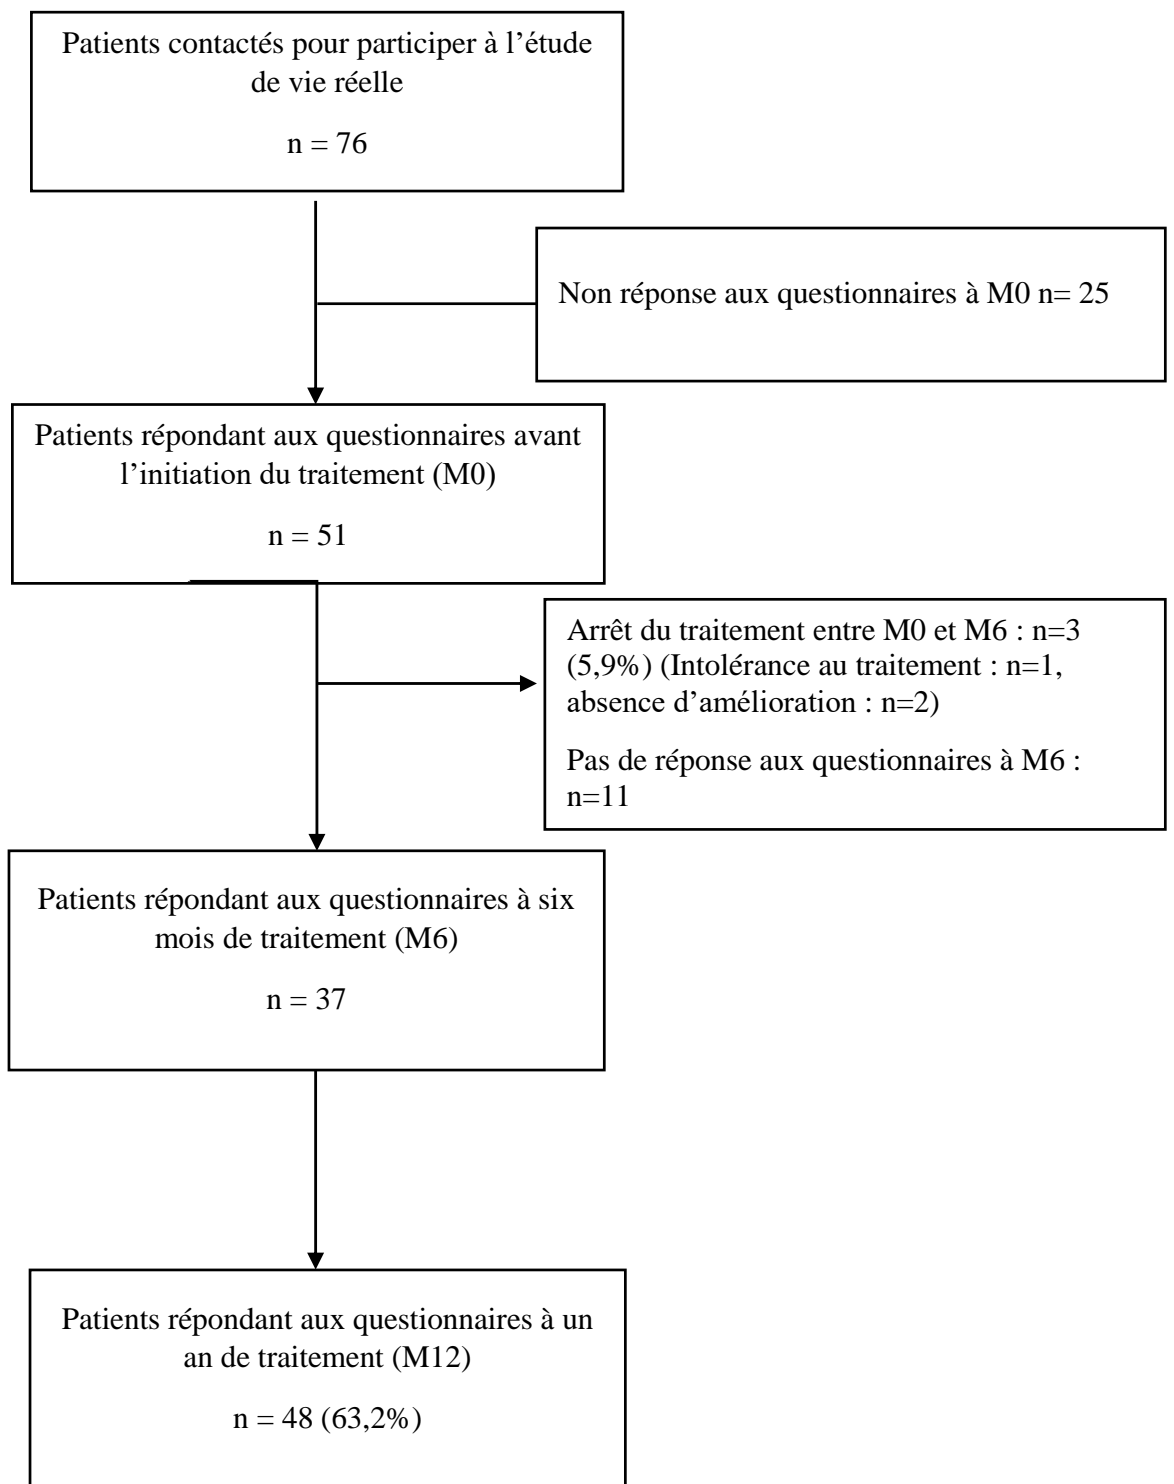 Patients contactés pour participer à l’étude
de vie réelle
n = 76
Non réponse aux questionnaires à M0 n= 25
Patients répondant aux questionnaires avant
l’initiation du traitement (M0)
n = 51
Arrêt du traitement entre M0 et M6 : n=3
(5,9%) (Intolérance au traitement : n=1,
absence d’amélioration : n=2)
Pas de réponse aux questionnaires à M6 :
n=11
Patients répondant aux questionnaires à six
mois de traitement (M6)
n = 37
Patients répondant aux questionnaires à un
an de traitement (M12)
n = 48 (63,2%)